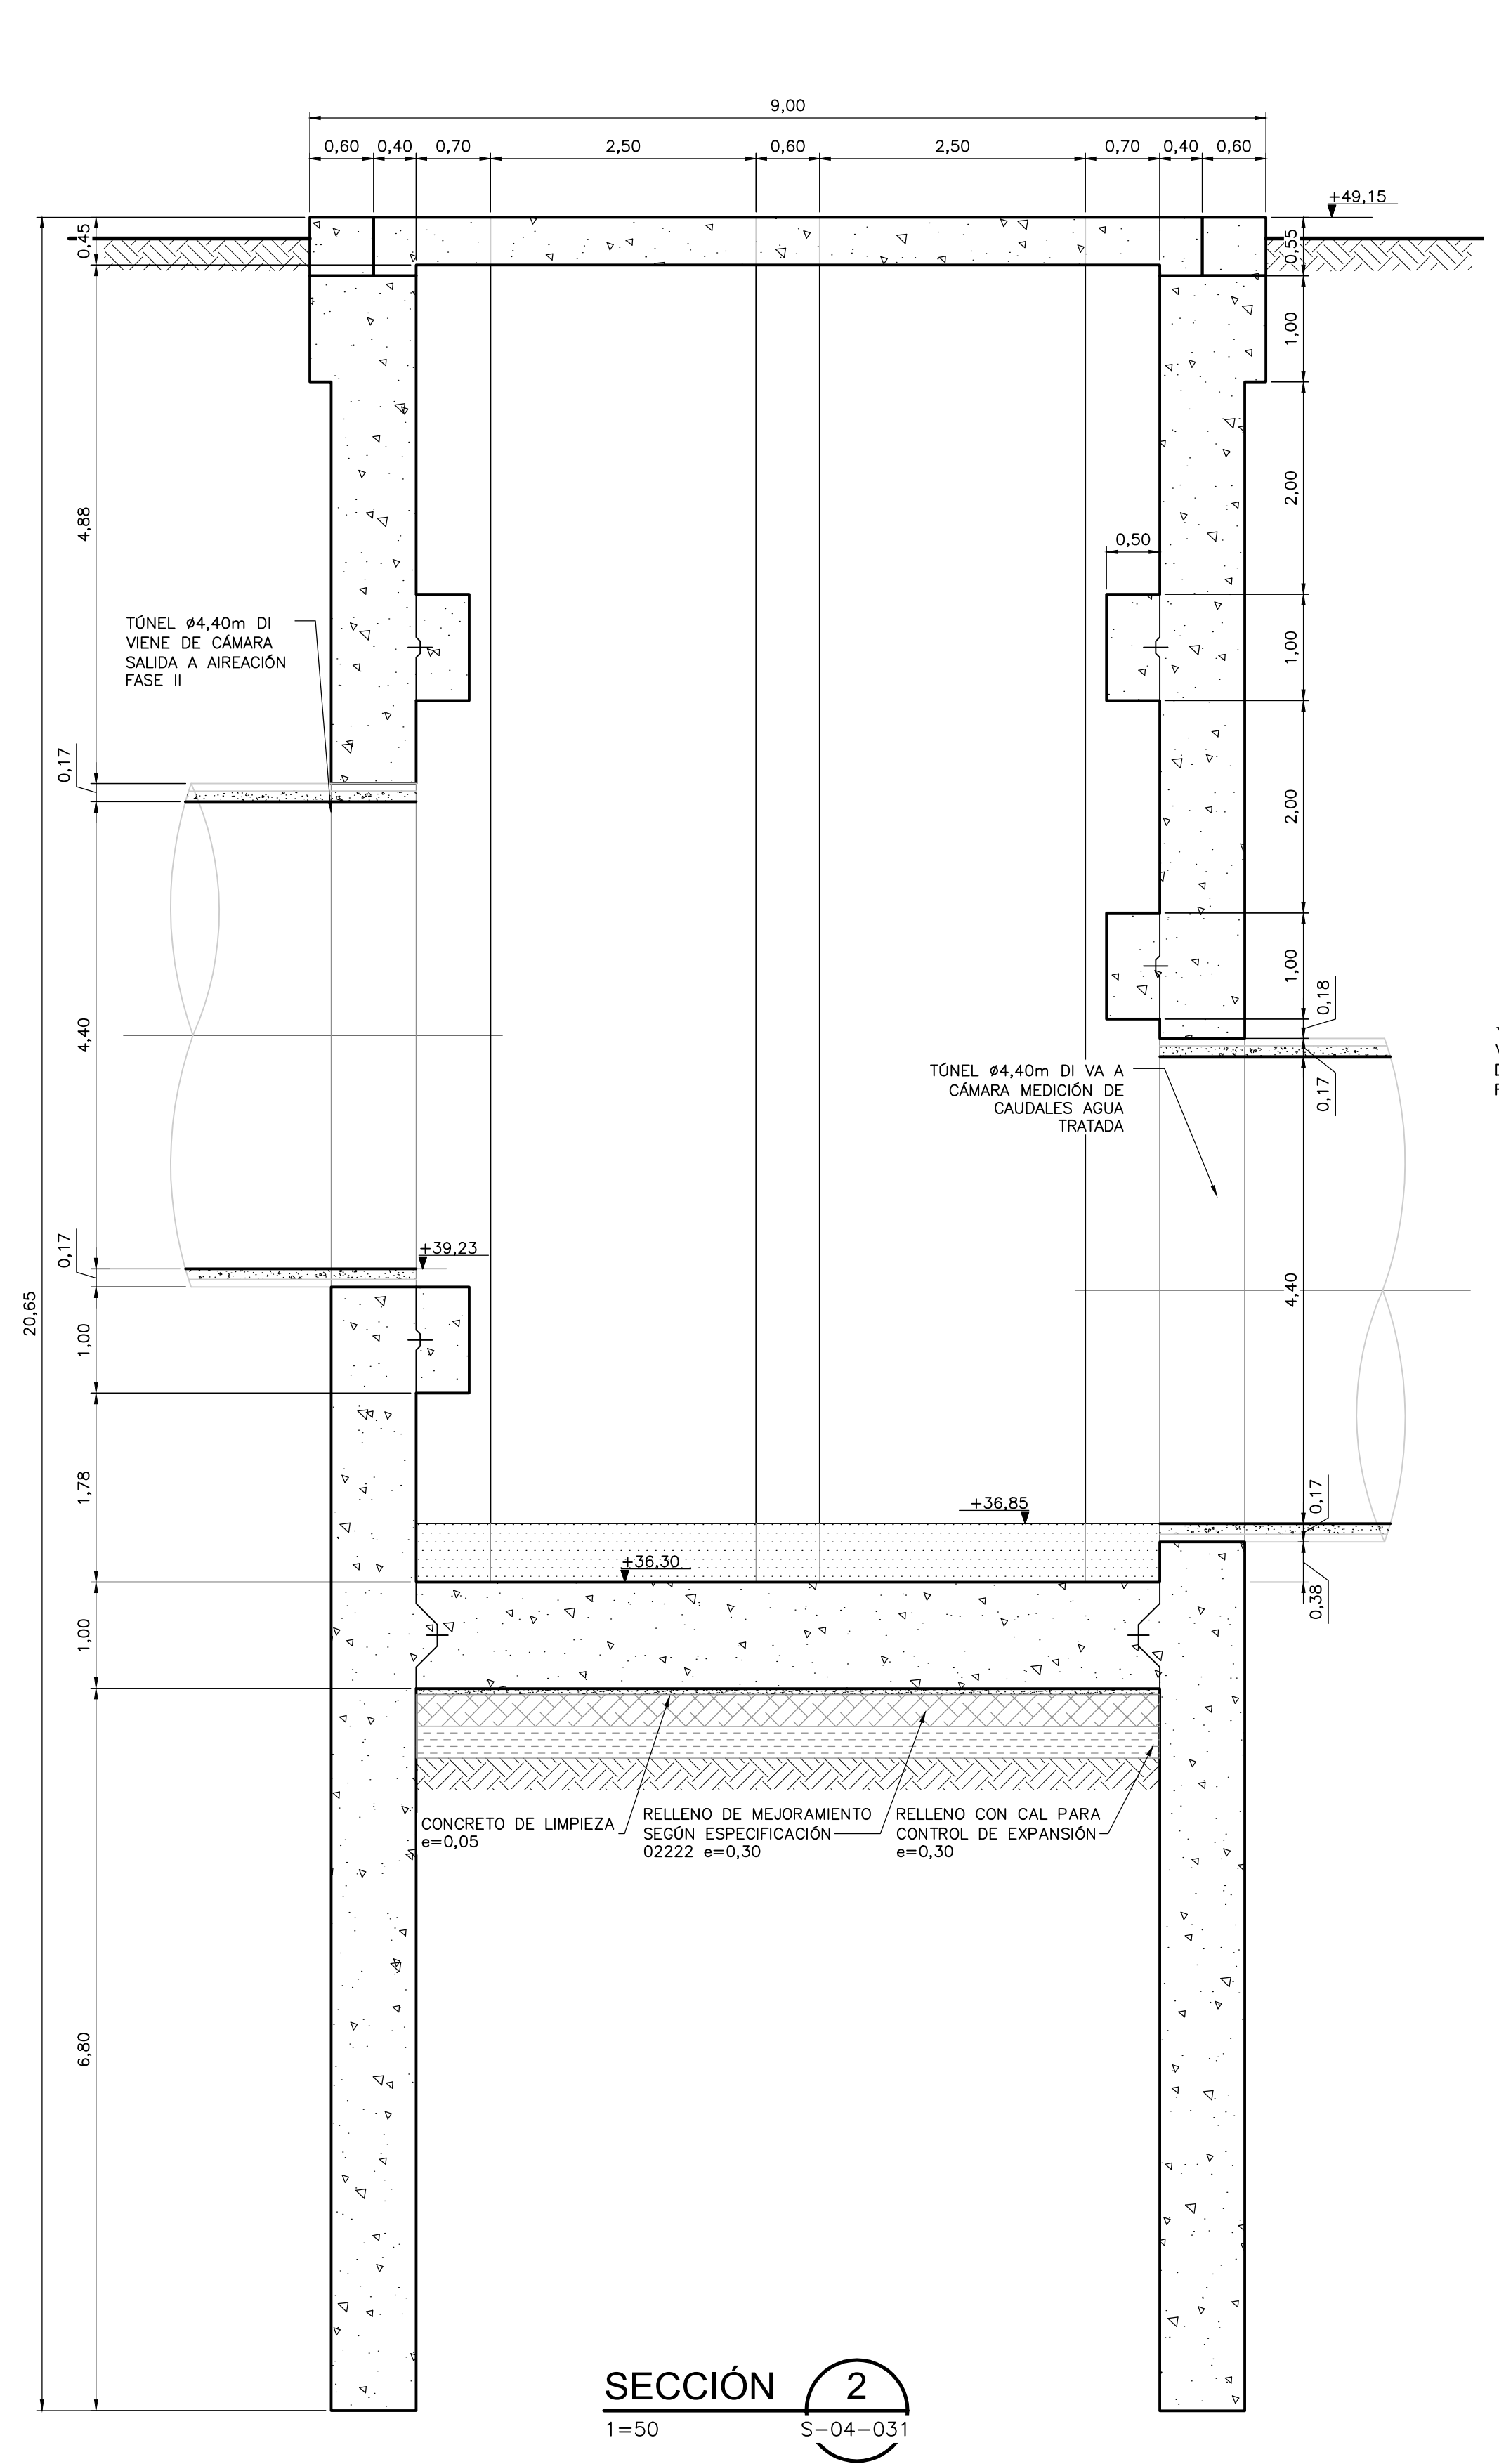 9,00
0,60 0,40 0,70 2,50 0,60 2,50 0,70 0,40 0,60
+49,15
0,45
0,55
1,00
4,88
2,00
0,50
TÚNEL ø4,40m DI
VIENE DE CÁMARA
SALIDA A AIREACIÓN
FASE II
1,00
0,17
2,00
4,40
1,00
0,18
0,17
TÚNEL ø4,40m DI VA A
CÁMARA MEDICIÓN DE
CAUDALES AGUA
TRATADA
0,17
+39,23
4,40
20,65
1,00
1,78
+36,85
0,17
+36,30
0,38
1,00
CONCRETO DE LIMPIEZA
e=0,05
RELLENO DE MEJORAMIENTO
SEGÚN ESPECIFICACIÓN
02222 e=0,30
RELLENO CON CAL PARA
CONTROL DE EXPANSIÓN
e=0,30
6,80
SECCIÓN 2
1=50 S-04-031